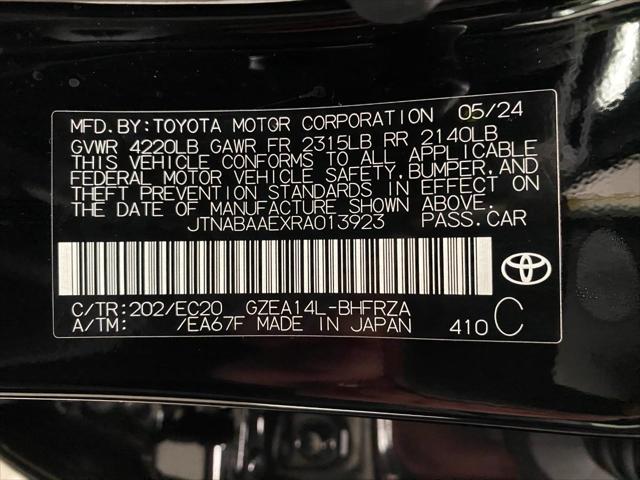 MFD.BY:TOYOTA MOTOR CORPORATION 05/24
GVWR 4220LB GAWR FR 2315LB RR 2140LB
THIS VEHICLE CONFORMS TO ALL APPLICABLE
FEDERAL MOTOR VEHICLE SAFETY,BUMPER,AND
THEFT PREVENTION STANDARDS IN EFFECT ON
THE DATE OF MANUFACTURE SHOWN ABOVE.
JTNABAAEXRA013923 PASS.CAR
C/TR:202/EC20 GZEA14L-BHFRZA
A/TM: /EA67F MADE IN JAPAN 410 C